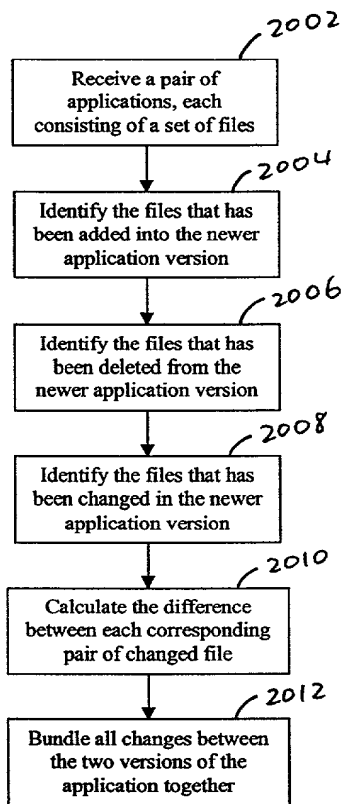 2002
Receive a pair of
applications, each
consisting of a set of files
2004
Identify the files that has
been added into the newer
application version
2006
Identify the files that has
been deleted from the
newer application version
2008
Identify the files that has
been changed in the newer
application version
2010
Calculate the difference
between each corresponding
pair of changed file
2012
Bundle all changes between
the two versions of the
application together